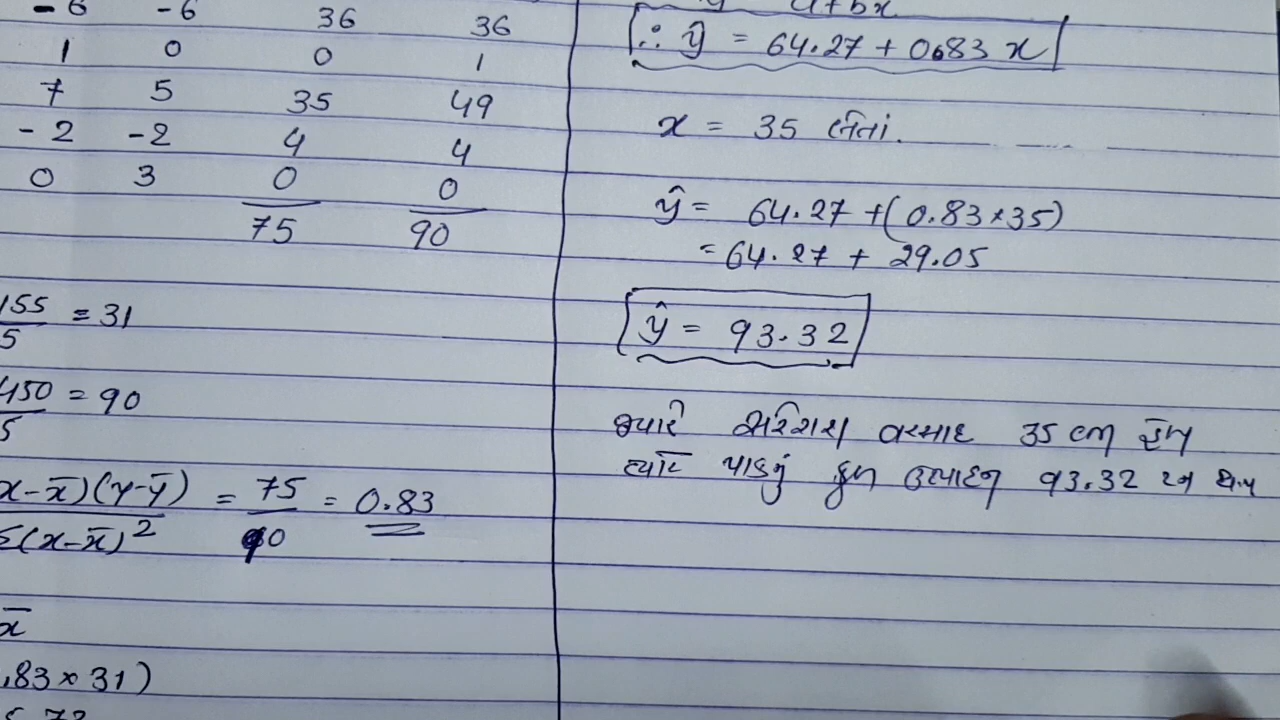 -6 -6 36 36
1 0 0 1
7 5 35 49
-2 -2 4 4
0 3 0 0
75 90
155/5 = 31
450/5 = 90
(x-x̄)(y-ȳ) / Σ(x-x̄)² = 75/90 = 0.83
x̄
.83 × 31)
a+bx
∴ ŷ = 64.27 + 0.83 x
x = 35 લેતાં.
ŷ = 64.27 + (0.83×35)
= 64.27 + 29.05
ŷ = 93.32
જ્યારે સરેરાશ વરસાદ 35 cm હોય
ત્યારે પાકનું કુલ ઉત્પાદન 93.32 ટન થાય